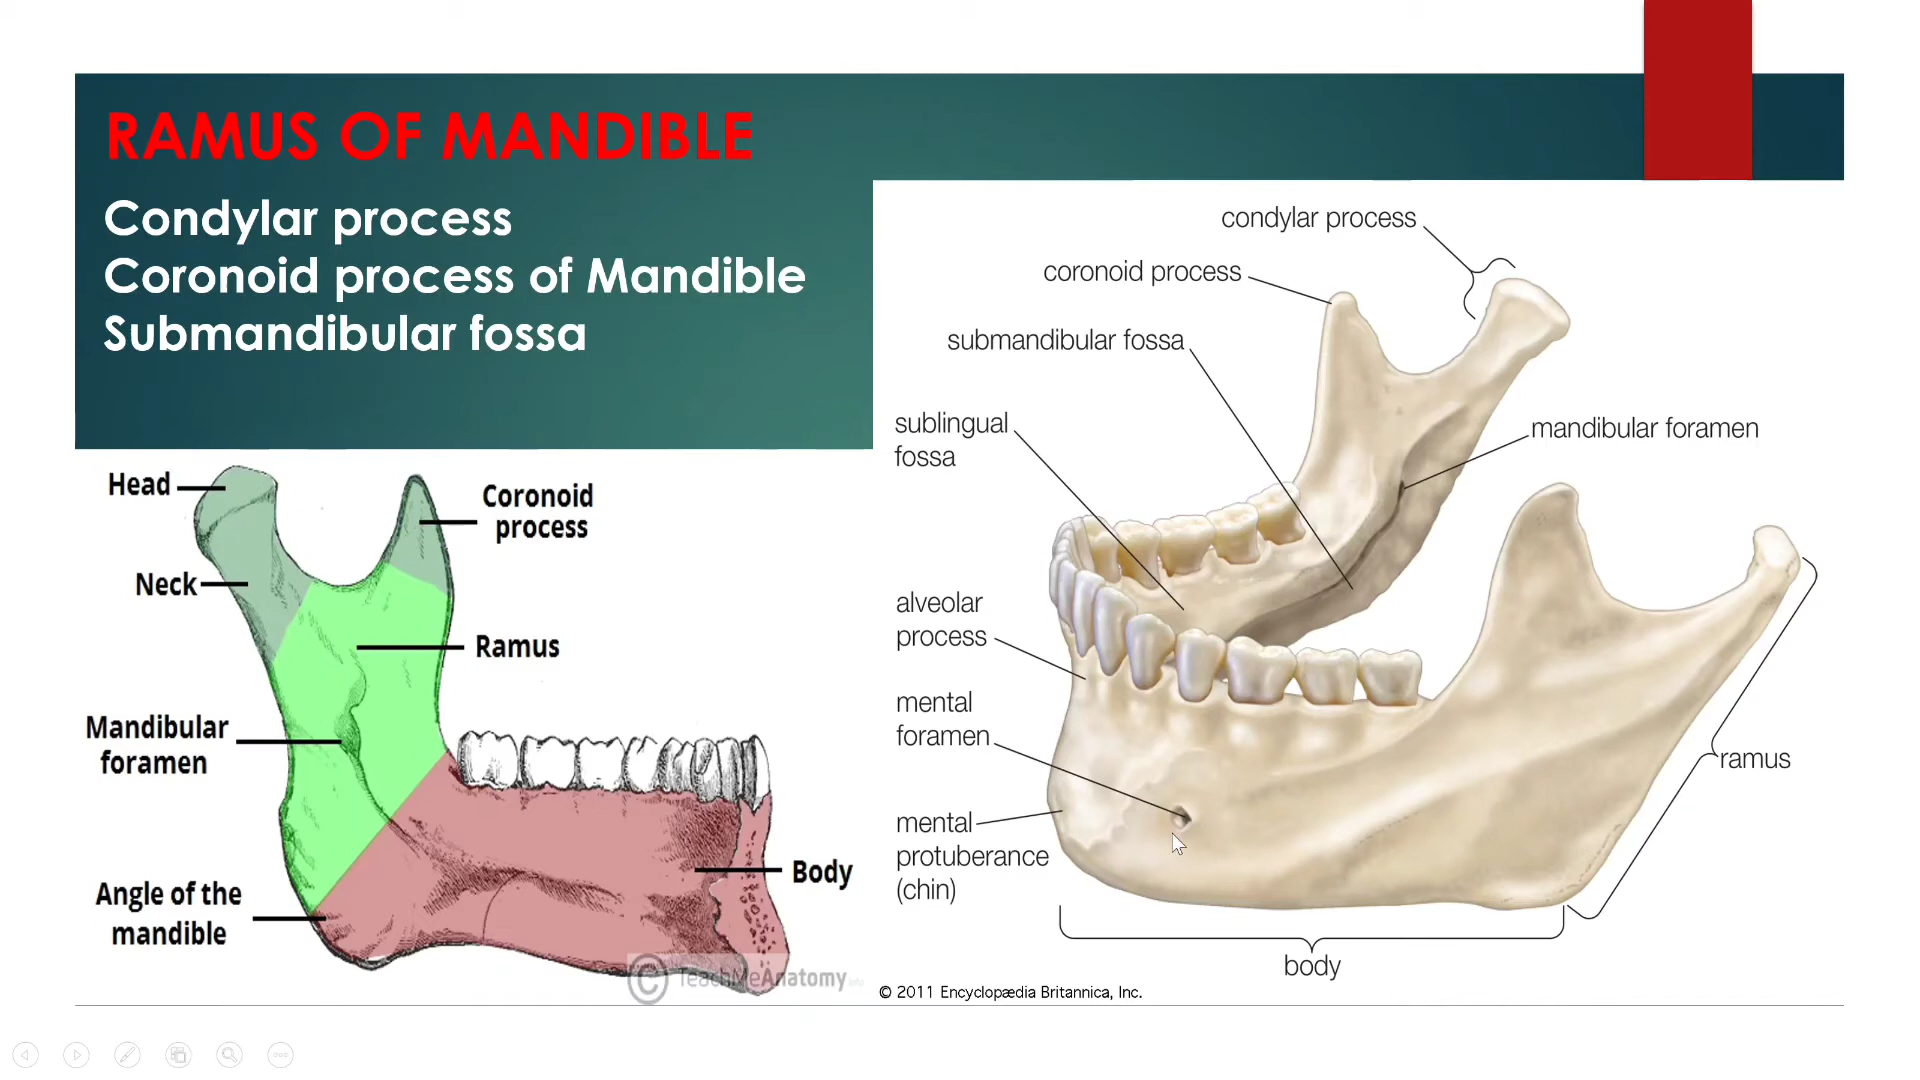 RAMUS OF MANDIBLE
Condylar process
Coronoid process of Mandible
Submandibular fossa
Head
Coronoid
process
Neck
Ramus
Mandibular
foramen
Angle of the
mandible
Body
© TeachMeAnatomy
condylar process
coronoid process
submandibular fossa
sublingual
fossa
mandibular foramen
alveolar
process
mental
foramen
ramus
mental
protuberance
(chin)
body
© 2011 Encyclopædia Britannica, Inc.